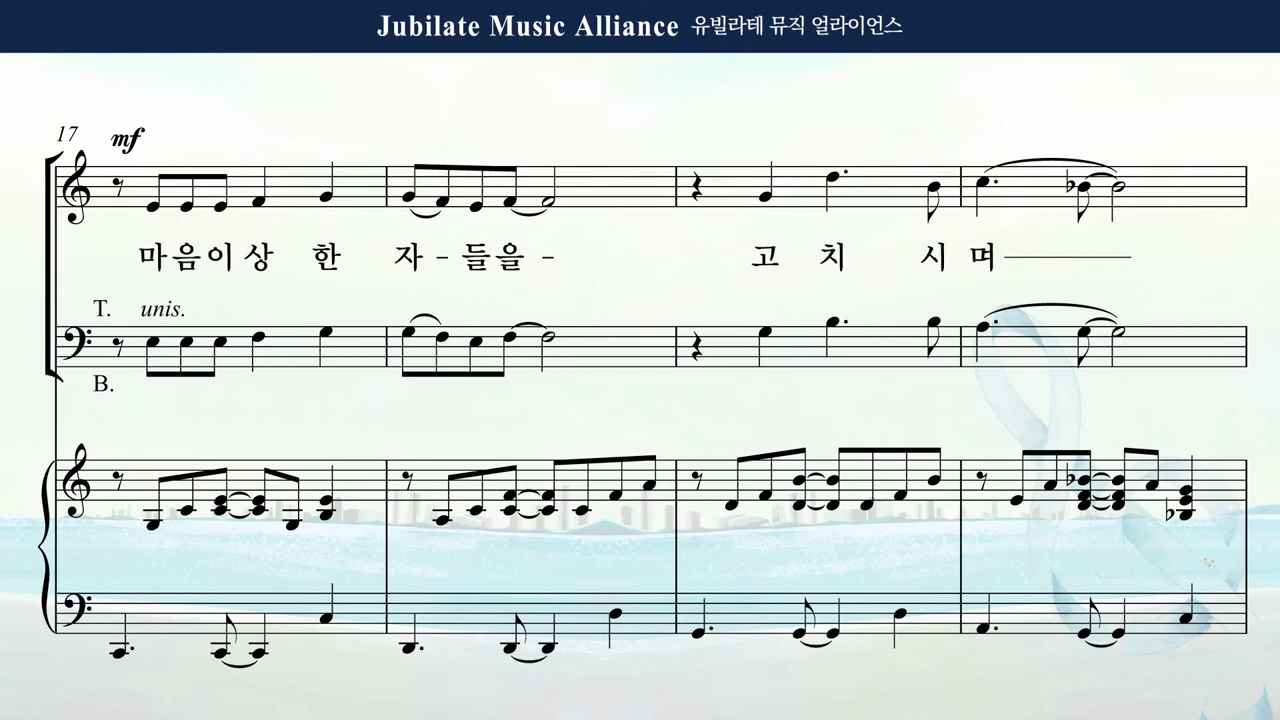 Jubilate Music Alliance 유빌라테 뮤직 얼라이언스
17 mf
마음이상 한 자 - 들을 - 고 치 시 며
T. unis.
B.